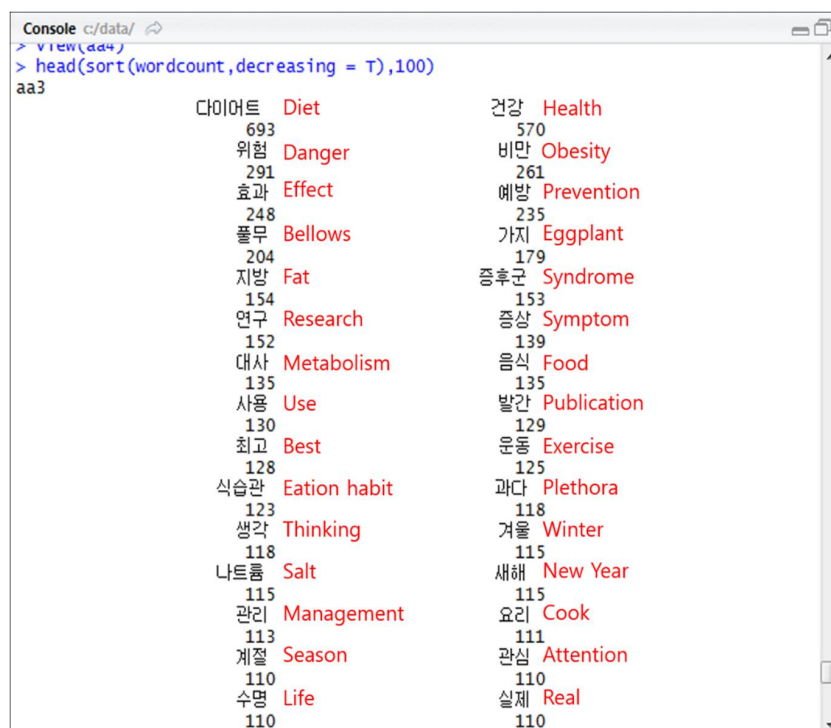 Console c:/data/
> View(aa4)
> head(sort(wordcount,decreasing = T),100)
aa3
다이어트 Diet 건강 Health
693 570
위험 Danger 비만 Obesity
291 261
효과 Effect 예방 Prevention
248 235
풀무 Bellows 가지 Eggplant
204 179
지방 Fat 증후군 Syndrome
154 153
연구 Research 증상 Symptom
152 139
대사 Metabolism 음식 Food
135 135
사용 Use 발간 Publication
130 129
최고 Best 운동 Exercise
128 125
식습관 Eation habit 과다 Plethora
123 118
생각 Thinking 겨울 Winter
118 115
나트륨 Salt 새해 New Year
115 115
관리 Management 요리 Cook
113 111
계절 Season 관심 Attention
110 110
수명 Life 실제 Real
110 110